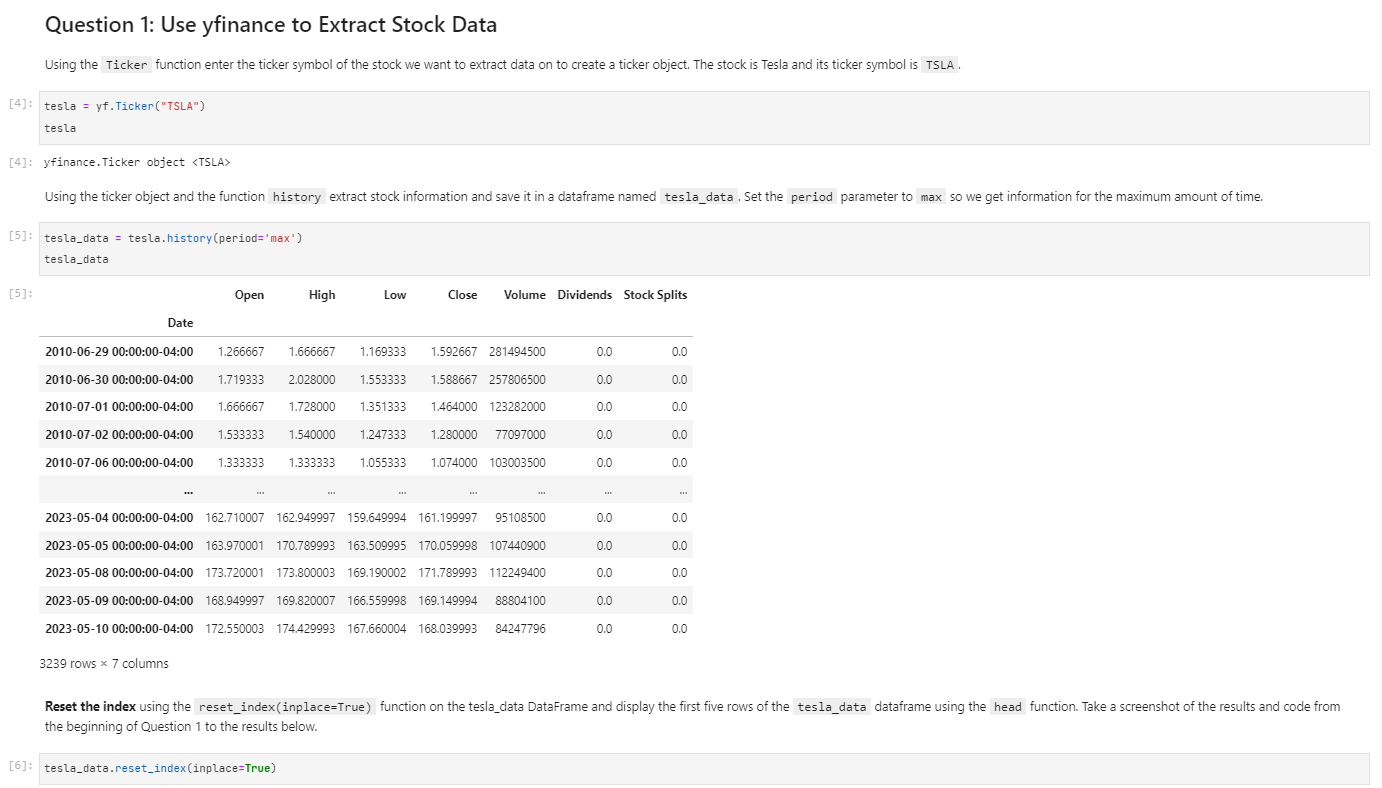 Question 1: Use yfinance to Extract Stock Data
Using the Ticker function enter the ticker symbol of the stock we want to extract data on to create a ticker object. The stock is Tesla and its ticker symbol is TSLA .
[4]: tesla = yf.Ticker("TSLA")
tesla
[4]: yfinance.Ticker object <TSLA>
Using the ticker object and the function history extract stock information and save it in a dataframe named tesla_data . Set the period parameter to max so we get information for the maximum amount of time.
[5]: tesla_data = tesla.history(period='max')
tesla_data
[5]: Open High Low Close Volume Dividends Stock Splits
Date
2010-06-29 00:00:00-04:00 1.266667 1.666667 1.169333 1.592667 281494500 0.0 0.0
2010-06-30 00:00:00-04:00 1.719333 2.028000 1.553333 1.588667 257806500 0.0 0.0
2010-07-01 00:00:00-04:00 1.666667 1.728000 1.351333 1.464000 123282000 0.0 0.0
2010-07-02 00:00:00-04:00 1.533333 1.540000 1.247333 1.280000 77097000 0.0 0.0
2010-07-06 00:00:00-04:00 1.333333 1.333333 1.055333 1.074000 103003500 0.0 0.0
... ... ... ... ... ... ... ...
2023-05-04 00:00:00-04:00 162.710007 162.949997 159.649994 161.199997 95108500 0.0 0.0
2023-05-05 00:00:00-04:00 163.970001 170.789993 163.509995 170.059998 107440900 0.0 0.0
2023-05-08 00:00:00-04:00 173.720001 173.800003 169.190002 171.789993 112249400 0.0 0.0
2023-05-09 00:00:00-04:00 168.949997 169.820007 166.559998 169.149994 88804100 0.0 0.0
2023-05-10 00:00:00-04:00 172.550003 174.429993 167.660004 168.039993 84247796 0.0 0.0
3239 rows × 7 columns
Reset the index using the reset_index(inplace=True) function on the tesla_data DataFrame and display the first five rows of the tesla_data dataframe using the head function. Take a screenshot of the results and code from
the beginning of Question 1 to the results below.
[6]: tesla_data.reset_index(inplace=True)